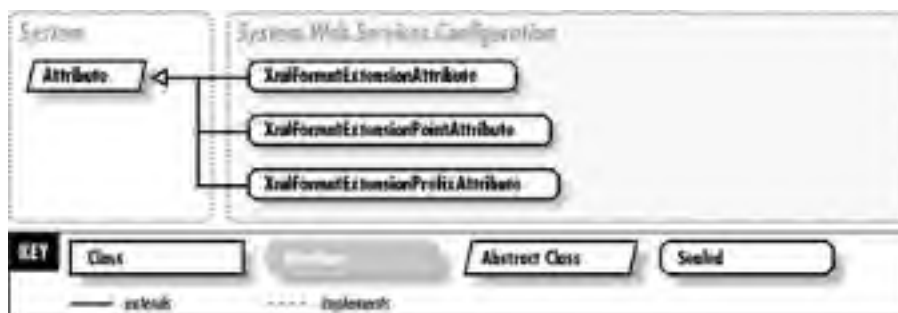 System
System.Web.Services.Configuration
Attribute
XmlFormatExtensionAttribute
XmlFormatExtensionPointAttribute
XmlFormatExtensionPrefixAttribute
KEY
Class
Abstract Class
Sealed
extends
implements